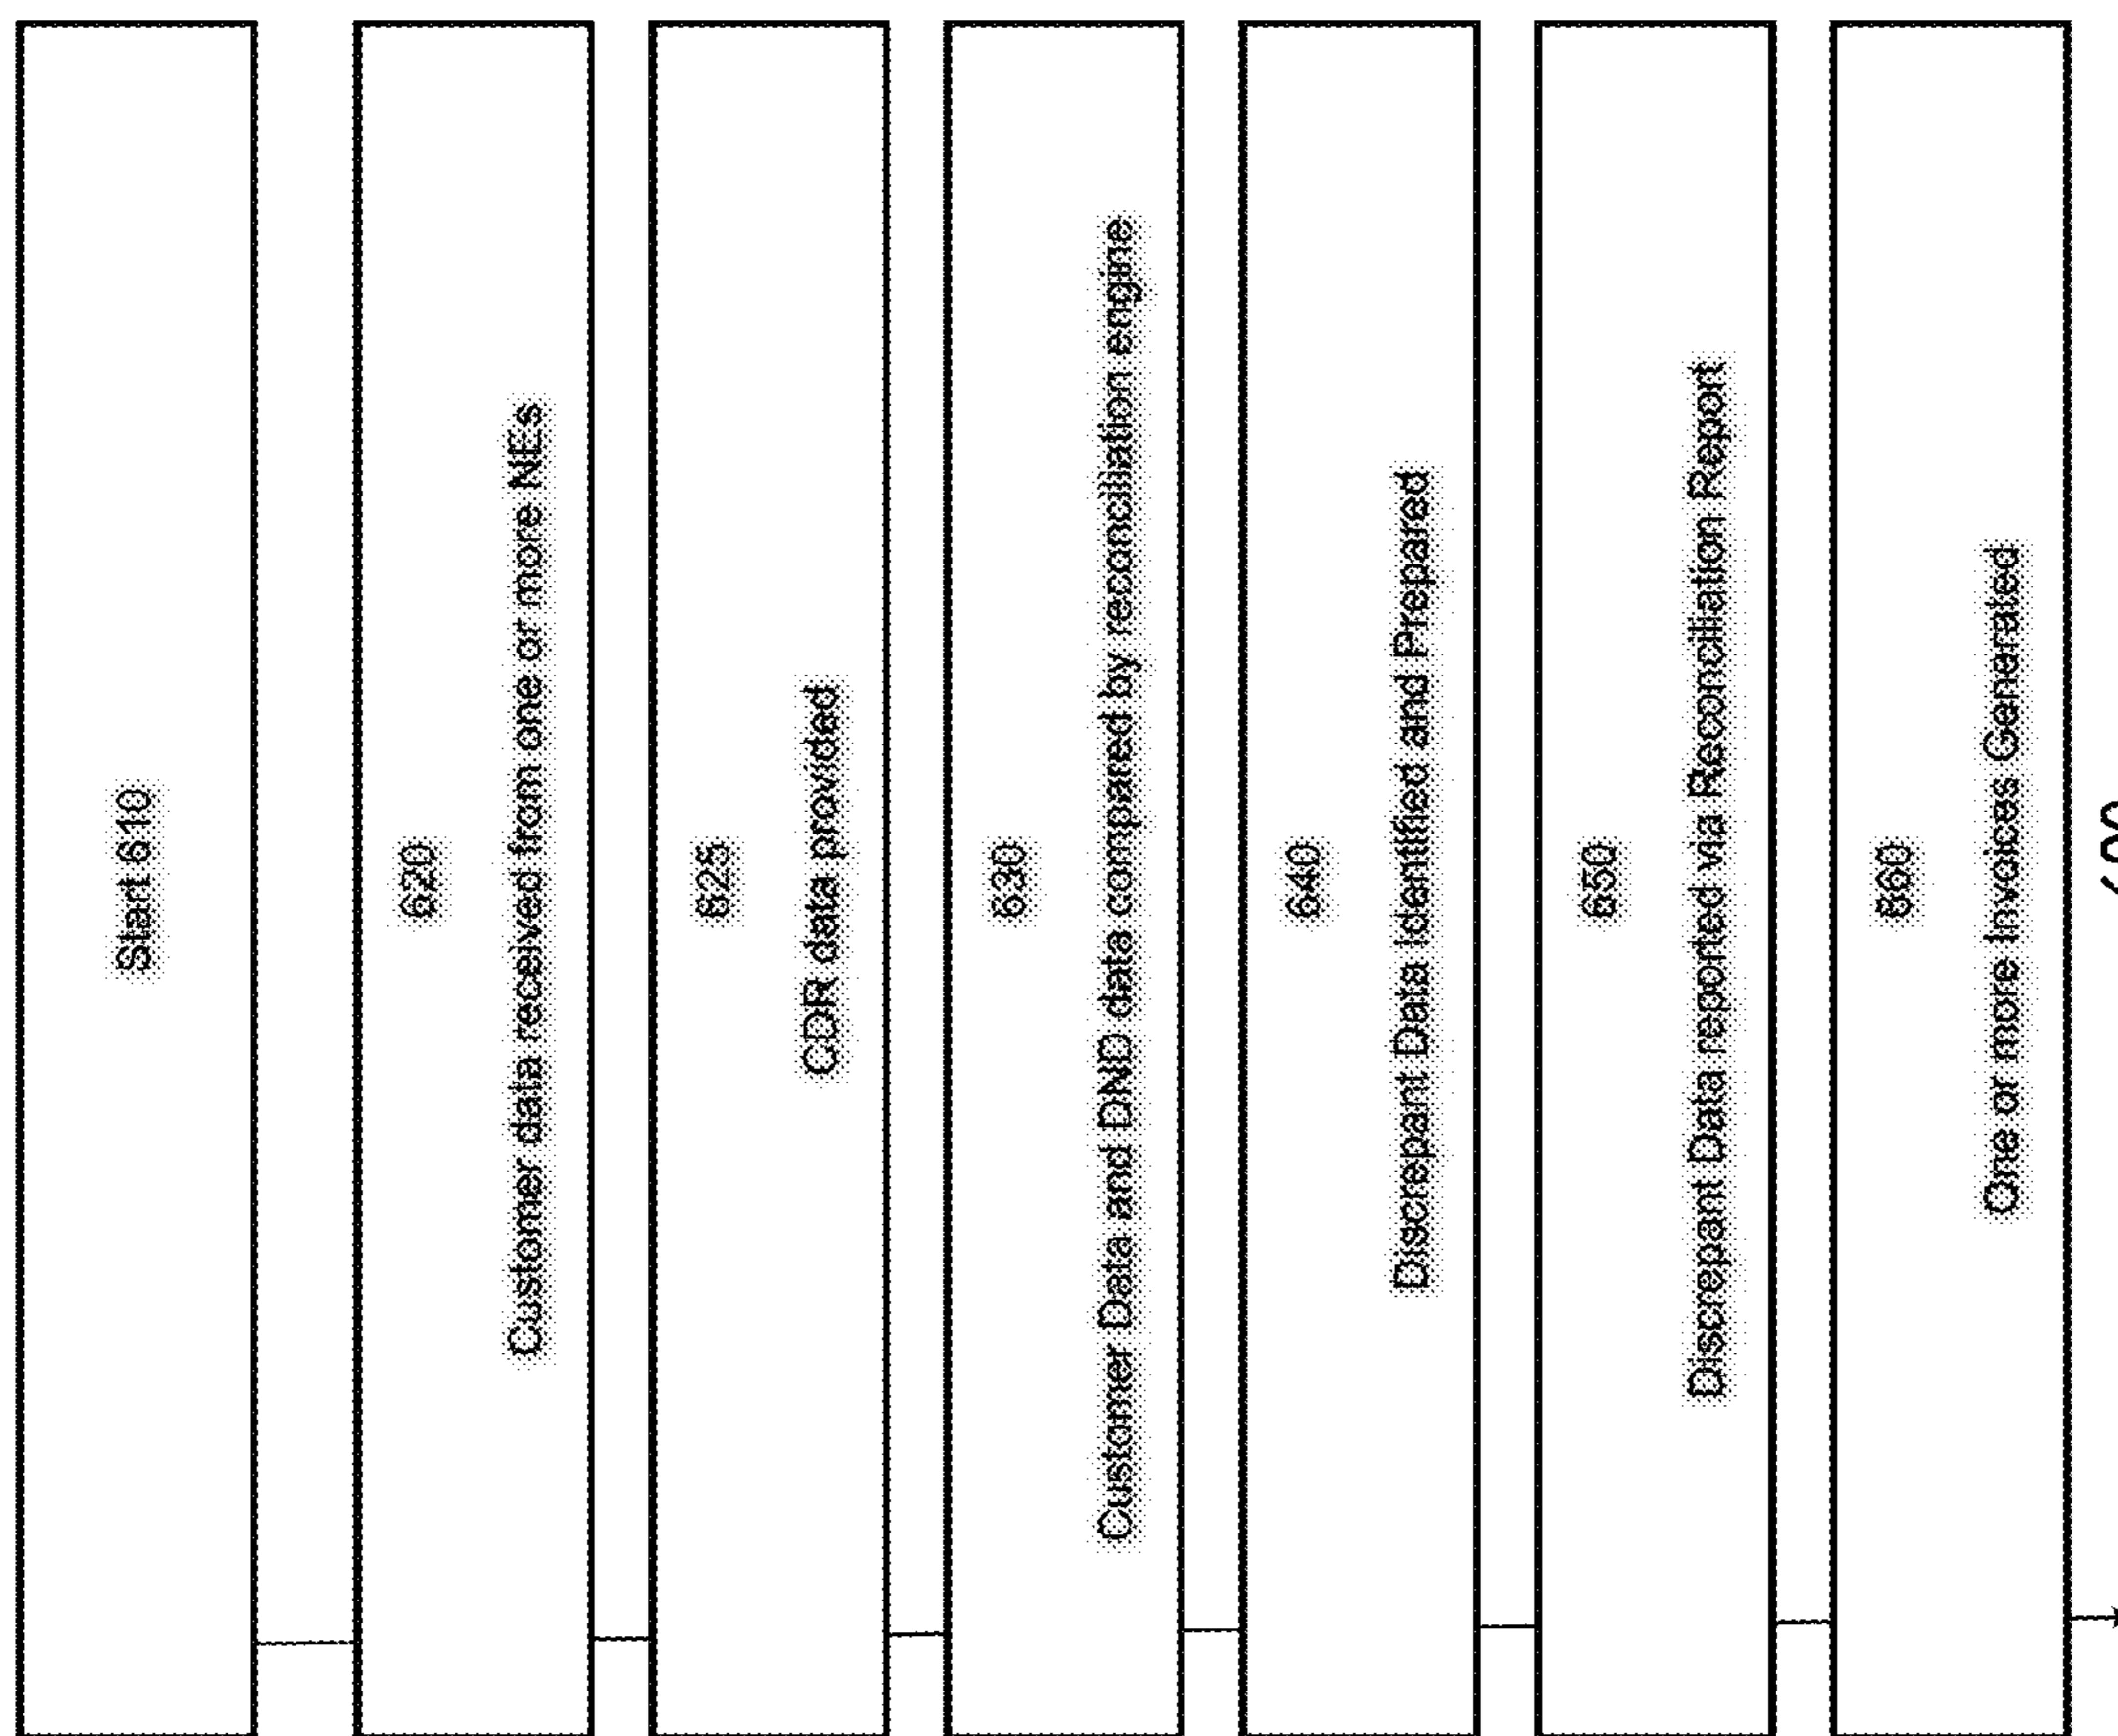 Start 610
620
Customer data received from one or more NEs
625
CDR data provided
630
Customer Data and DND data compared by reconciliation engine
640
Discrepant Data Identified and Prepared
650
Discrepant Data reported via Reconciliation Report
660
One or more Invoices Generated